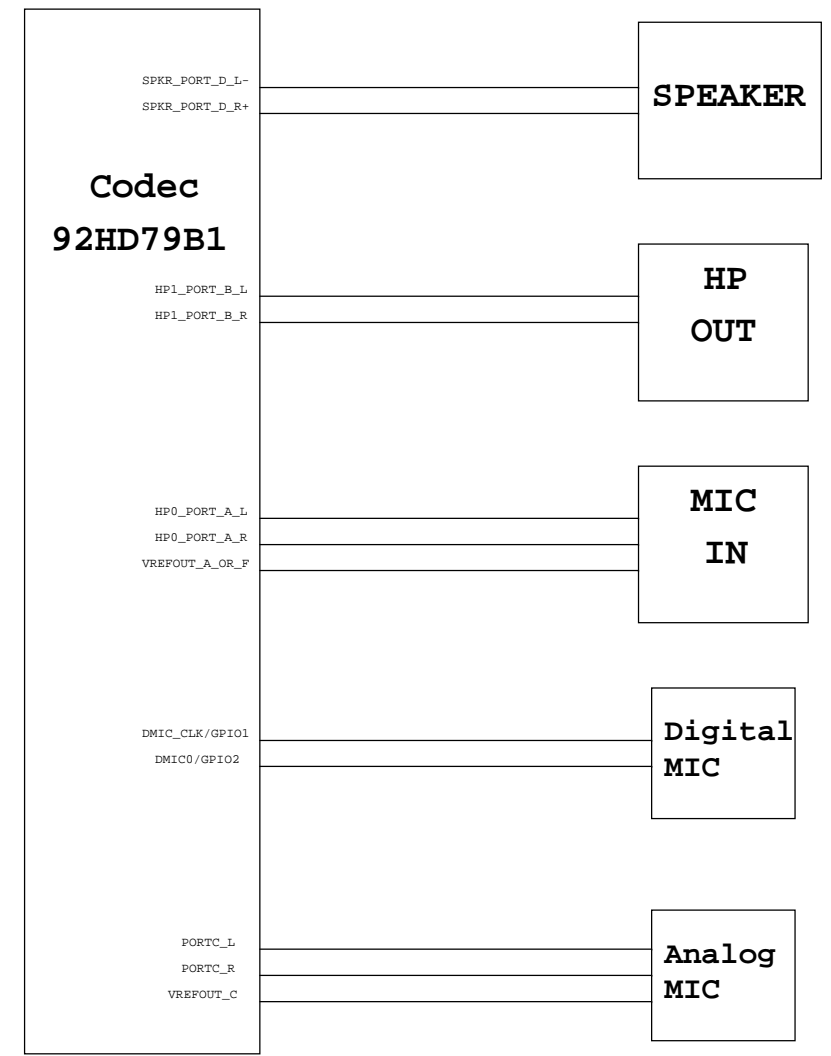 SPKR_PORT_D_L-
SPKR_PORT_D_R+
SPEAKER
Codec
92HD79B1
HP1_PORT_B_L
HP1_PORT_B_R
HP
OUT
HP0_PORT_A_L
HP0_PORT_A_R
VREFOUT_A_OR_F
MIC
IN
DMIC_CLK/GPIO1
DMIC0/GPIO2
Digital
MIC
PORTC_L
PORTC_R
VREFOUT_C
Analog
MIC